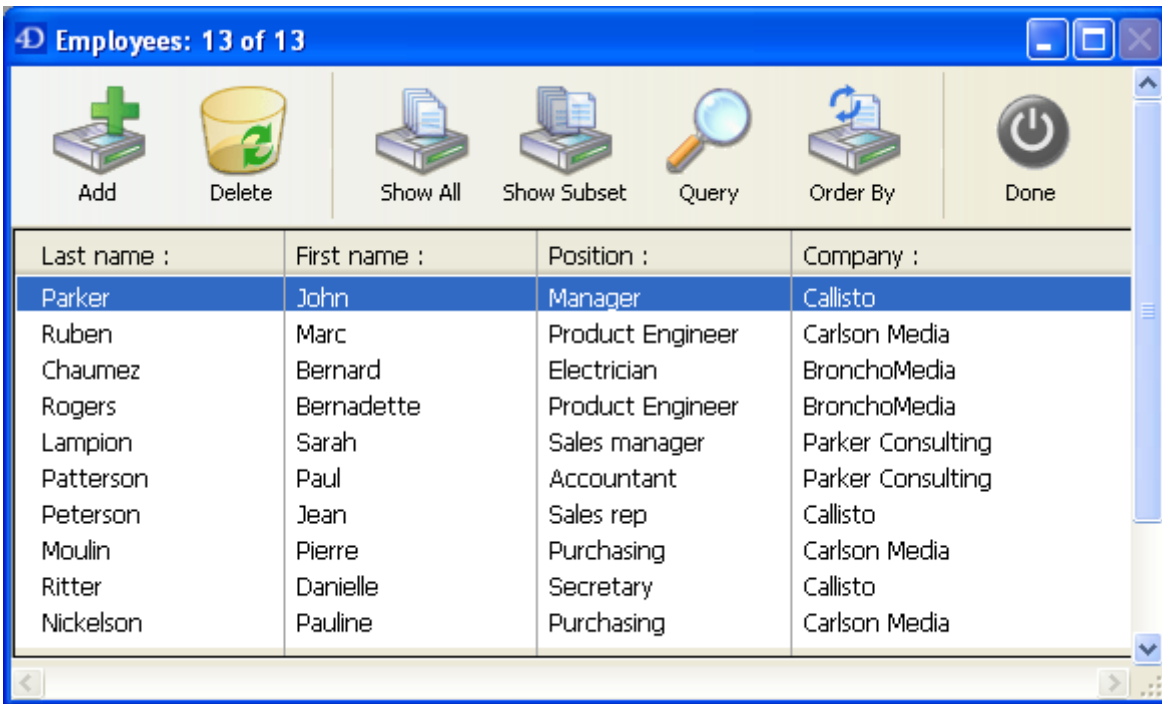 4D Employees: 13 of 13
Add Delete Show All Show Subset Query Order By Done
Last name : First name : Position : Company :
Parker John Manager Callisto
Ruben Marc Product Engineer Carlson Media
Chaumez Bernard Electrician BronchoMedia
Rogers Bernadette Product Engineer BronchoMedia
Lampion Sarah Sales manager Parker Consulting
Patterson Paul Accountant Parker Consulting
Peterson Jean Sales rep Callisto
Moulin Pierre Purchasing Carlson Media
Ritter Danielle Secretary Callisto
Nickelson Pauline Purchasing Carlson Media